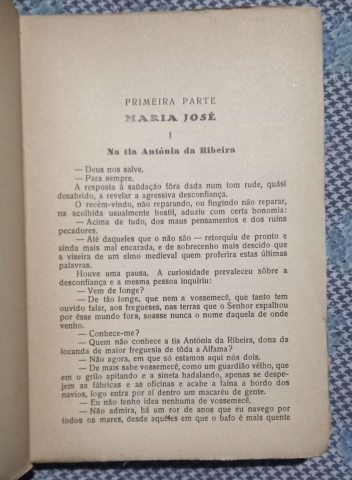 PRIMEIRA PARTE
MARIA JOSÉ
I
Na tia Antónia da Ribeira
— Deus nos salve.
— Para sempre.
A resposta à saüdação fôra dada num tom rude, quási
desabrido, a revelar a agressiva desconfiança.
O recém-vindo, não reparando, ou fingindo não reparar,
na acolhida usualmente hostil, aduziu com certa bonomia:
— Acima de tudo, dos maus pensamentos e dos ruins
pecadores.
— Até daqueles que o não são — retorquiu de pronto e
ainda mais mal encarada, e de sobrecenho mais descido que
a viseira de um elmo medieval quem proferira estas últimas
palavras.
Houve uma pausa. A curiosidade prevaleceu sôbre a
desconfiança e a mesma pessoa inquiriu:
— Vem de longe?
— De tão longe, que nem a vossemecê, que tanto tem
ouvido falar, aos fregueses, nas terras que o Senhor espalhou
por êsse mundo fora, soasse nunca o nome daquela de onde
venho.
— Conhece-me?
— Quem não conhece a tia Antónia da Ribeira, dona da
locanda de maior freguesia de tôda a Alfama?
— Não agora, em que só estamos aqui nós dois.
— De mais sabe vossemecê, como um guardião vélho, que
em o grilo apitando e a sineta badalando, apenas se despe-
jem as fábricas e as oficinas e acabe a faina a bordo dos
navios, logo entra por aí dentro um macaréu de gente.
— Eu não tenho idea nenhuma de vossemecê.
— Não admira, há um ror de anos que eu navego por
todos os mares, desde aquêles em que o bafo é mais quente